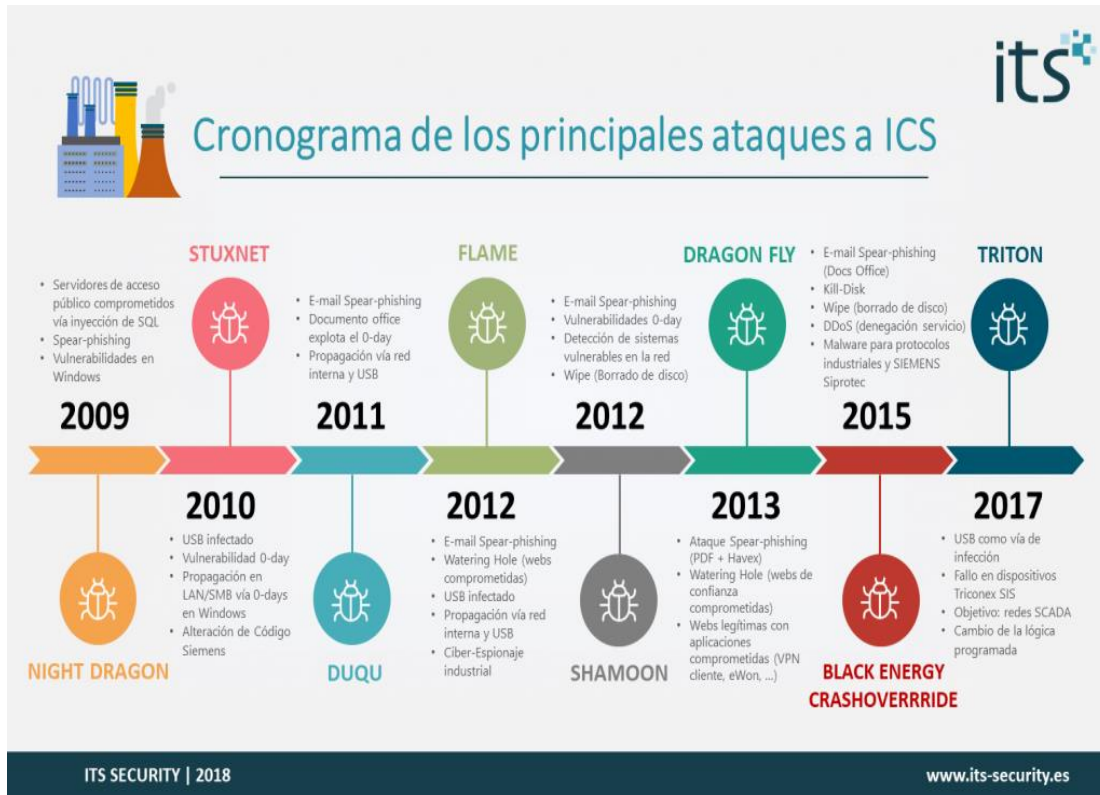 its
Cronograma de los principales ataques a ICS
NIGHT DRAGON
2009
• Servidores de acceso
público comprometidos
vía inyección de SQL
• Spear-phishing
• Vulnerabilidades en
Windows
STUXNET
2010
• USB infectado
• Vulnerabilidad 0-day
• Propagación en
LAN/SMB vía 0-days
en Windows
• Alteración de Código
Siemens
DUQU
2011
• E-mail Spear-phishing
• Documento office
explota el 0-day
• Propagación vía red
interna y USB
FLAME
2012
• E-mail Spear-phishing
• Watering Hole (webs
comprometidas)
• USB infectado
• Propagación vía red
interna y USB
• Ciber-Espionaje
industrial
SHAMOON
2012
• E-mail Spear-phishing
• Vulnerabilidades 0-day
• Detección de sistemas
vulnerables en la red
• Wipe (Borrado de disco)
DRAGON FLY
2013
• Ataque Spear-phishing
(PDF + Havex)
• Watering Hole (webs de
confianza
comprometidas)
• Webs legítimas con
aplicaciones
comprometidas (VPN
cliente, eWon, ...)
BLACK ENERGY
CRASHOVERRRIDE
2015
• E-mail Spear-phishing
(Docs Office)
• Kill-Disk
• Wipe (borrado de disco)
• DDoS (denegación servicio)
• Malware para protocolos
industriales y SIEMENS
Siprotec
TRITON
2017
• USB como vía de
infección
• Fallo en dispositivos
Triconex SIS
• Objetivo: redes SCADA
• Cambio de la lógica
programada
ITS SECURITY | 2018
www.its-security.es